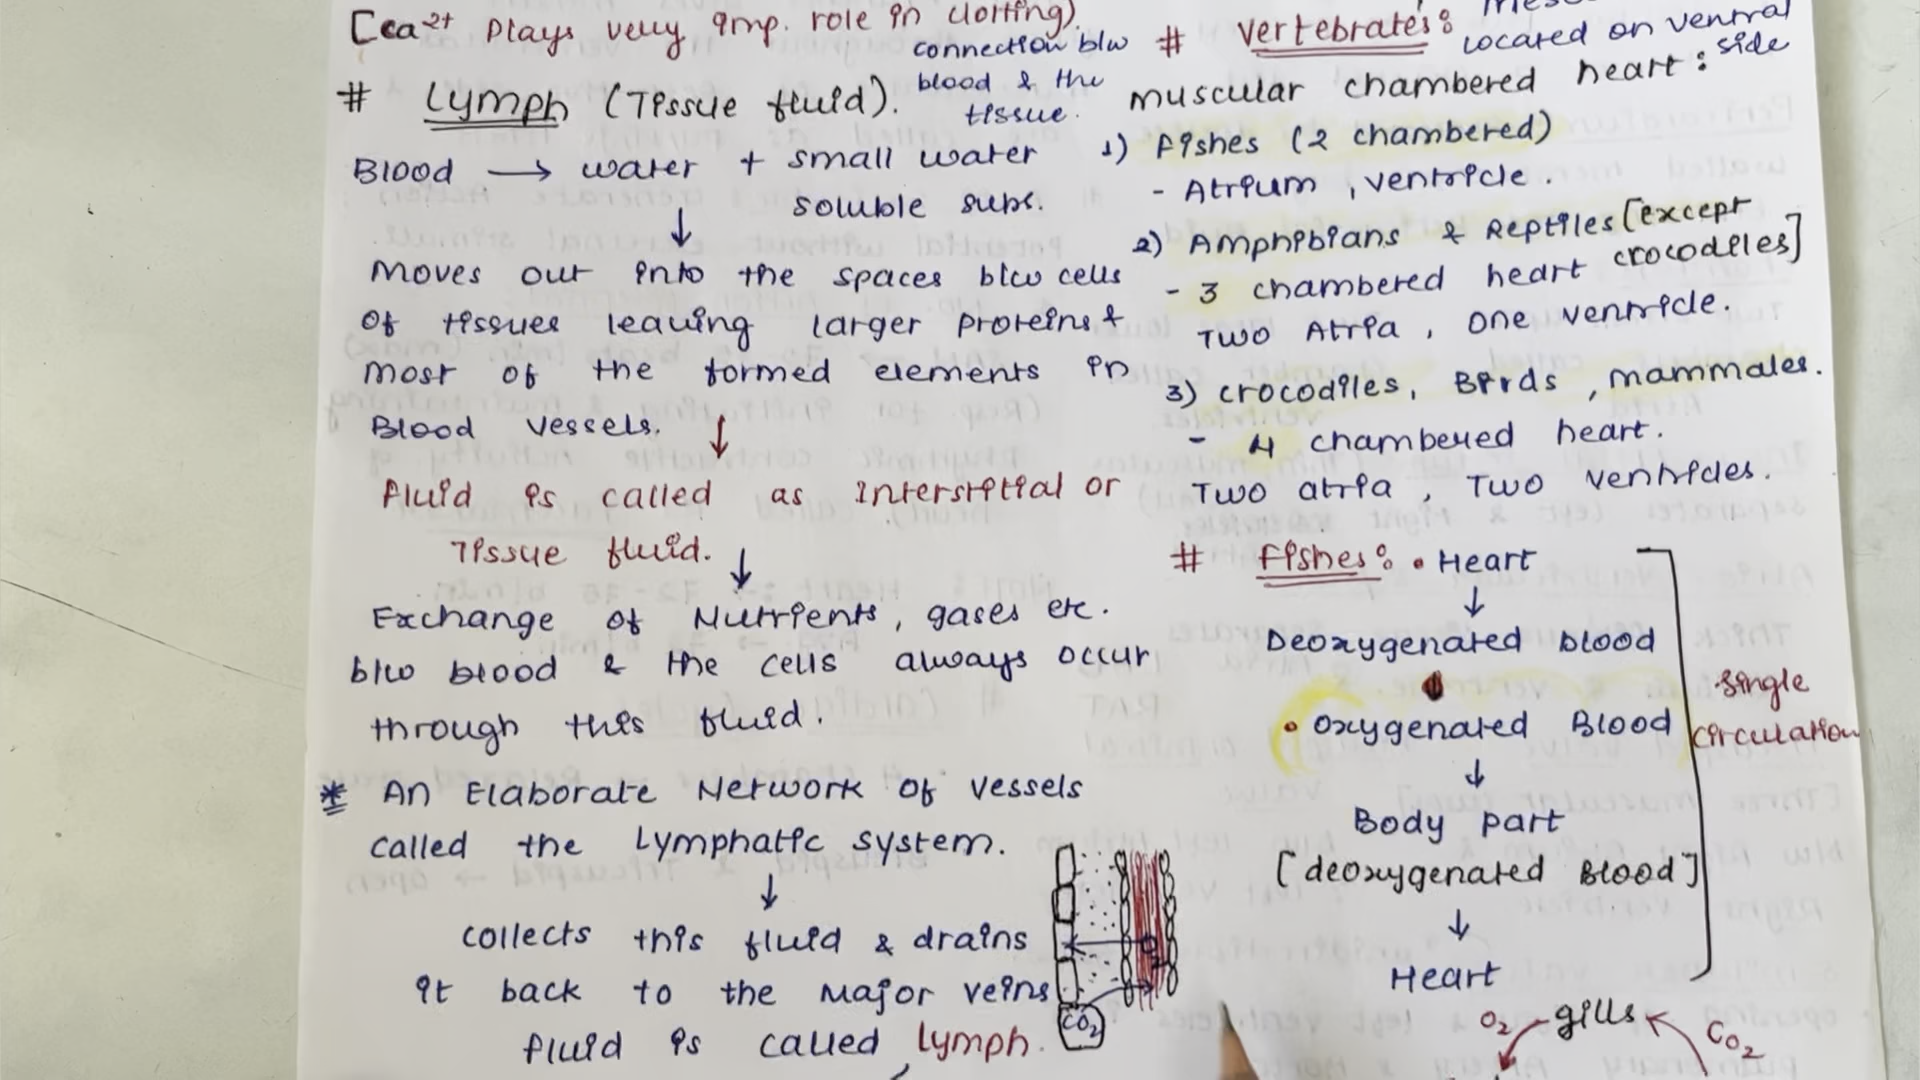 [Ca2+ Plays very imp. role in clotting).
# Lymph (Tissue fluid).
connection b/w
blood & the
tissue.
Blood → water + small water
soluble subs.
↓
Moves out into the spaces b/w cells
of tissues leaving larger proteins &
most of the formed elements in
Blood vessels. ↓
Fluid is called as Interstitial or
Tissue fluid. ↓
Exchange of Nutrients, gases etc.
b/w blood & the cells always occur
through this fluid.
* An Elaborate Network of vessels
called the Lymphatic system.
↓
collects this fluid & drains
it back to the Major veins
fluid is called Lymph.
O2
CO2
# Vertebrates:
located on ventral
side
muscular chambered heart:
1) Fishes (2 chambered)
- Atrium, ventricle.
2) Amphibians & Reptiles [except
crocodiles]
- 3 chambered heart
Two Atria, one ventricle.
3) crocodiles, Birds, mammales.
- 4 chambered heart.
Two atria, Two ventricles.
# Fishes: • Heart
↓
Deoxygenated blood
• oxygenated Blood
↓
Body part
[deoxygenated Blood]
↓
Heart
single
circulation
O2 gills CO2